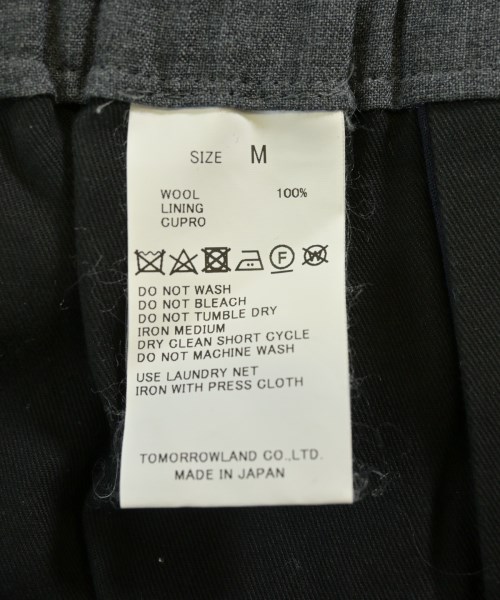 SIZE M
WOOL 100%
LINING
CUPRO
F W
DO NOT WASH
DO NOT BLEACH
DO NOT TUMBLE DRY
IRON MEDIUM
DRY CLEAN SHORT CYCLE
DO NOT MACHINE WASH
USE LAUNDRY NET
IRON WITH PRESS CLOTH
TOMORROWLAND CO.,LTD.
MADE IN JAPAN